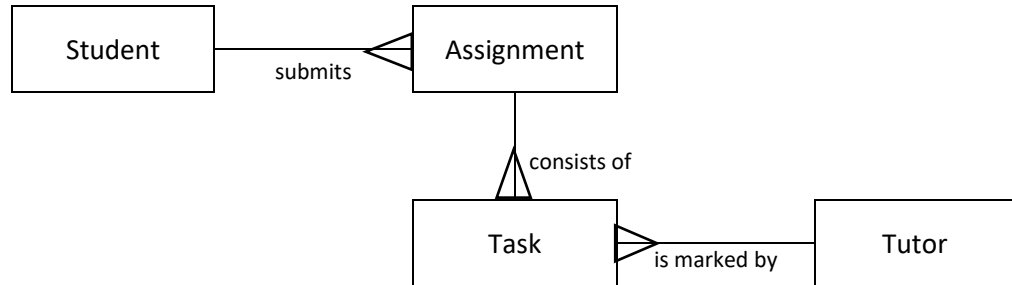 Student
submits
Assignment
consists of
Task
is marked by
Tutor